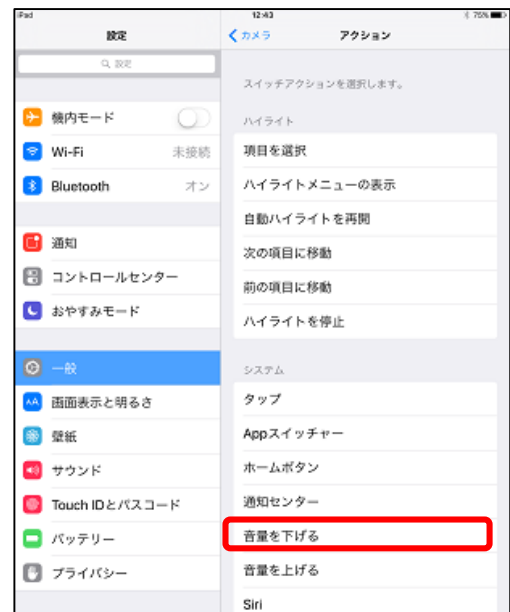 iPad
12:43
75%
設定
設定
機内モード
Wi-Fi 未接続
Bluetooth オン
通知
コントロールセンター
おやすみモード
一般
画面表示と明るさ
壁紙
サウンド
Touch IDとパスコード
バッテリー
プライバシー
カメラ アクション
スイッチアクションを選択します。
ハイライト
項目を選択
ハイライトメニューの表示
自動ハイライトを再開
次の項目に移動
前の項目に移動
ハイライトを停止
システム
タップ
Appスイッチャー
ホームボタン
通知センター
音量を下げる
音量を上げる
Siri